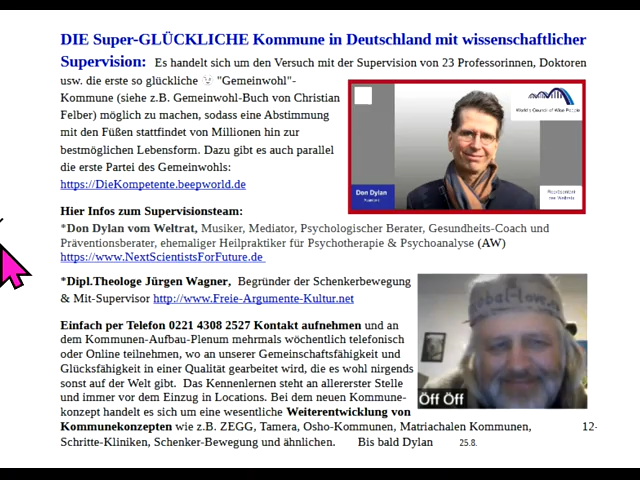 DIE Super-GLÜCKLICHE Kommune in Deutschland mit wissenschaftlicher
Supervision: Es handelt sich um den Versuch mit der Supervision von 23 Professorinnen, Doktoren
usw. die erste so glückliche "Gemeinwohl"-
Kommune (siehe z.B. Gemeinwohl-Buch von Christian
Felber) möglich zu machen, sodass eine Abstimmung
mit den Füßen stattfindet von Millionen hin zur
bestmöglichen Lebensform. Dazu gibt es auch parallel
die erste Partei des Gemeinwohls:
https://DieKompetente.beepworld.de
World's Council of Wise People
Don Dylan
Hier Infos zum Supervisionsteam:
*Don Dylan vom Weltrat, Musiker, Mediator, Psychologischer Berater, Gesundheits-Coach und
Präventionsberater, ehemaliger Heilpraktiker für Psychotherapie & Psychoanalyse (AW)
https://www.NextScientistsForFuture.de
*Dipl.Theologe Jürgen Wagner, Begründer der Schenkerbewegung
& Mit-Supervisor http://www.Freie-Argumente-Kultur.net
Global-Love
Öff Öff
Einfach per Telefon 0221 4308 2527 Kontakt aufnehmen und an
dem Kommunen-Aufbau-Plenum mehrmals wöchentlich telefonisch
oder Online teilnehmen, wo an unserer Gemeinschaftsfähigkeit und
Glücksfähigkeit in einer Qualität gearbeitet wird, die es wohl nirgends
sonst auf der Welt gibt. Das Kennenlernen steht an allererster Stelle
und immer vor dem Einzug in Locations. Bei dem neuen Kommune-
konzept handelt es sich um eine wesentliche Weiterentwicklung von
Kommunekonzepten wie z.B. ZEGG, Tamera, Osho-Kommunen, Matriachalen Kommunen, 12-
Schritte-Kliniken, Schenker-Bewegung und ähnlichen. Bis bald Dylan 25.8.